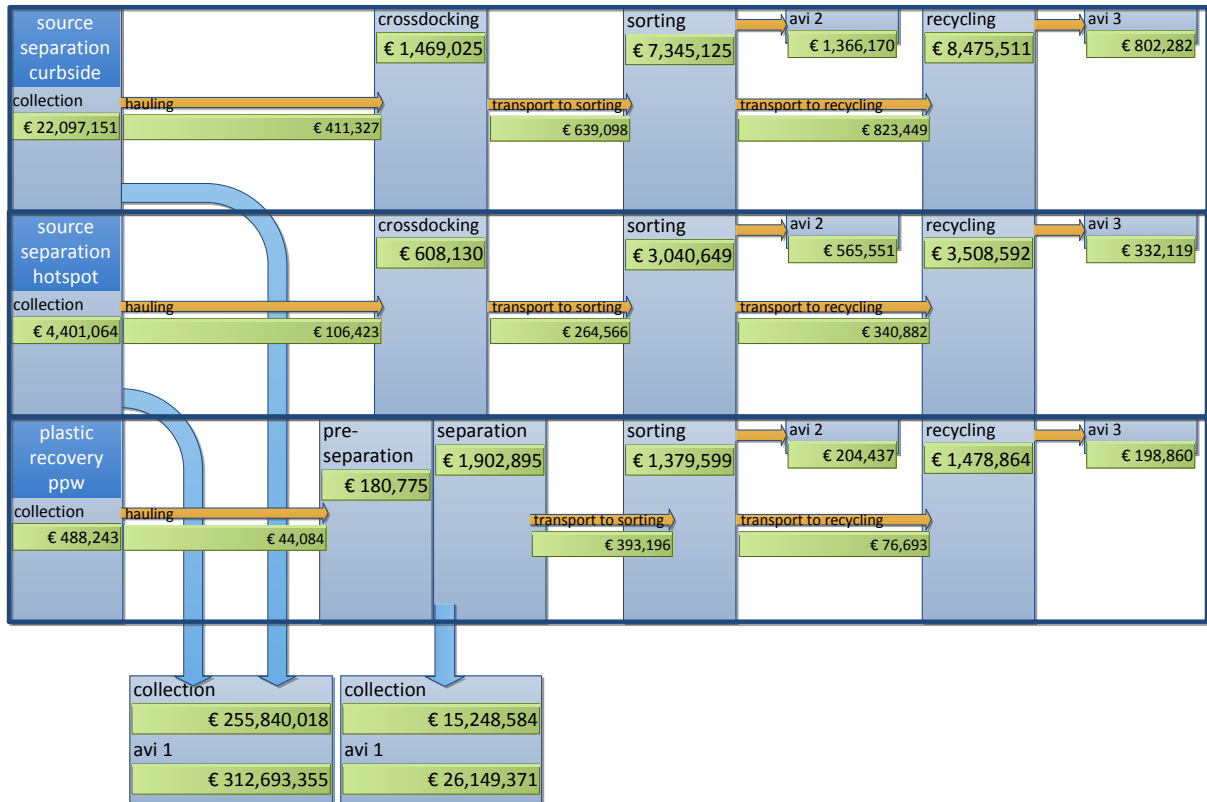 source
separation
curbside
collection
€ 22,097,151
hauling
€ 411,327
crossdocking
€ 1,469,025
transport to sorting
€ 639,098
sorting
€ 7,345,125
avi 2
€ 1,366,170
transport to recycling
€ 823,449
recycling
€ 8,475,511
avi 3
€ 802,282
source
separation
hotspot
collection
€ 4,401,064
hauling
€ 106,423
crossdocking
€ 608,130
transport to sorting
€ 264,566
sorting
€ 3,040,649
avi 2
€ 565,551
transport to recycling
€ 340,882
recycling
€ 3,508,592
avi 3
€ 332,119
plastic
recovery
ppw
collection
€ 488,243
hauling
€ 44,084
pre-
separation
€ 180,775
separation
€ 1,902,895
transport to sorting
€ 393,196
sorting
€ 1,379,599
avi 2
€ 204,437
transport to recycling
€ 76,693
recycling
€ 1,478,864
avi 3
€ 198,860
collection
€ 255,840,018
avi 1
€ 312,693,355
collection
€ 15,248,584
avi 1
€ 26,149,371